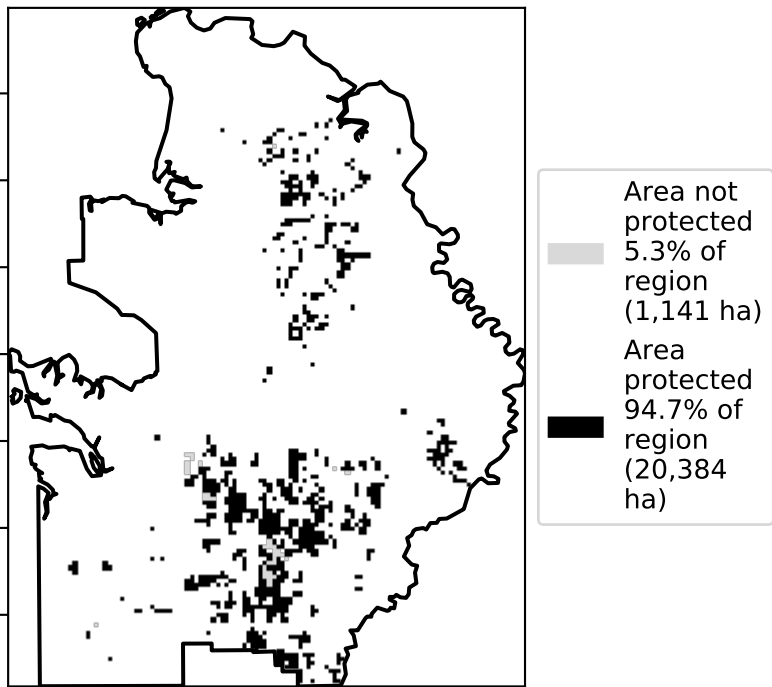 Area not
protected
5.3% of
region
(1,141 ha)
Area
protected
94.7% of
region
(20,384
ha)